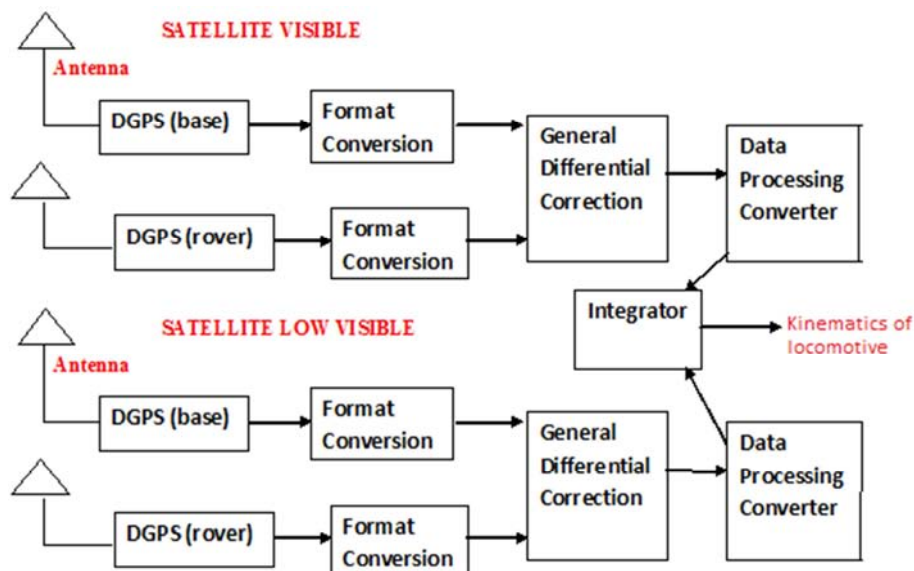 SATELLITE VISIBLE
Antenna
DGPS (base)
Format
Conversion
General
Differential
Correction
Data
Processing
Converter
DGPS (rover)
Format
Conversion
Integrator
Kinematics of
locomotive
SATELLITE LOW VISIBLE
Antenna
DGPS (base)
Format
Conversion
General
Differential
Correction
Data
Processing
Converter
DGPS (rover)
Format
Conversion